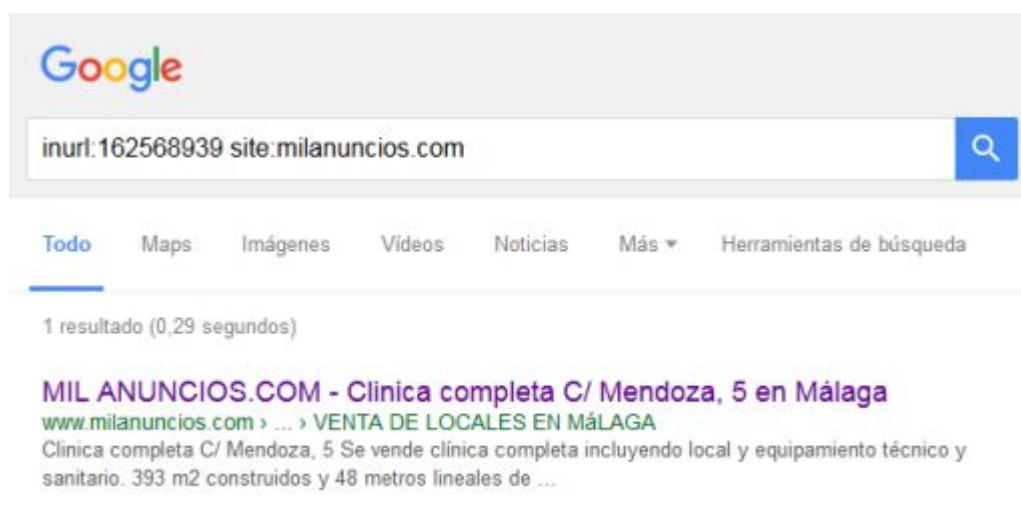 Google
inurl:162568939 site:milanuncios.com
Todo Maps Imágenes Vídeos Noticias Más Herramientas de búsqueda
1 resultado (0,29 segundos)
MIL ANUNCIOS.COM - Clinica completa C/ Mendoza, 5 en Málaga
www.milanuncios.com › ... › VENTA DE LOCALES EN MáLAGA
Clinica completa C/ Mendoza, 5 Se vende clínica completa incluyendo local y equipamiento técnico y
sanitario. 393 m2 construidos y 48 metros lineales de ...